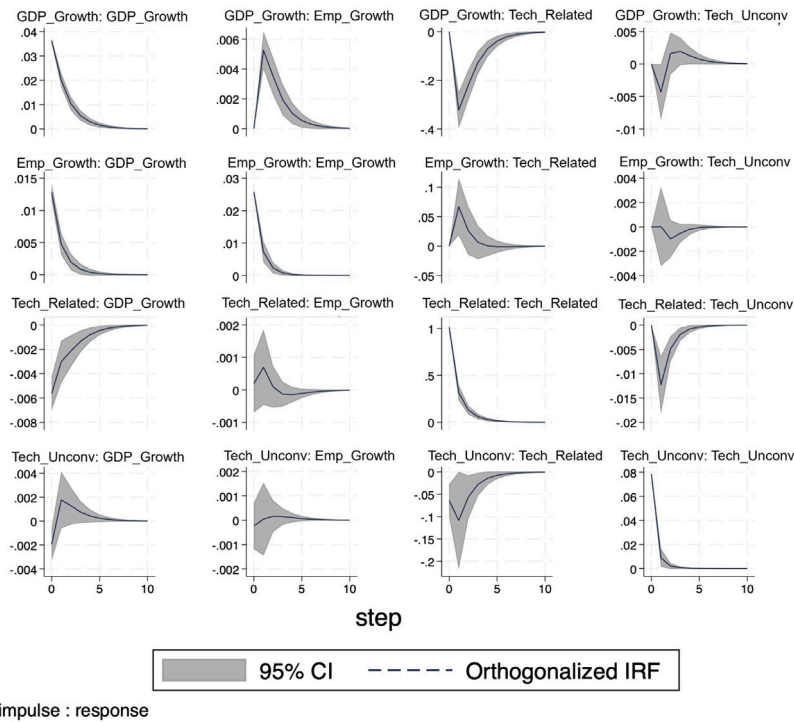 GDP_Growth: GDP_Growth
.04
.03
.02
.01
0
GDP_Growth: Emp_Growth
.006
.004
.002
0
GDP_Growth: Tech_Related
0
-.2
-.4
GDP_Growth: Tech_Unconv
.005
0
-.005
-.01
Emp_Growth: GDP_Growth
.015
.01
.005
0
Emp_Growth: Emp_Growth
.03
.02
.01
0
Emp_Growth: Tech_Related
.1
.05
0
-.05
Emp_Growth: Tech_Unconv
.004
.002
0
-.002
-.004
Tech_Related: GDP_Growth
0
-.002
-.004
-.006
-.008
Tech_Related: Emp_Growth
.002
.001
0
-.001
Tech_Related: Tech_Related
1
.5
0
Tech_Related: Tech_Unconv
0
-.005
-.01
-.015
-.02
Tech_Unconv: GDP_Growth
.004
.002
0
-.002
-.004
0 5 10
Tech_Unconv: Emp_Growth
.002
.001
0
-.001
-.002
0 5 10
Tech_Unconv: Tech_Related
0
-.05
-.1
-.15
-.2
0 5 10
Tech_Unconv: Tech_Unconv
.08
.06
.04
.02
0
0 5 10
step
95% CI
Orthogonalized IRF
impulse : response